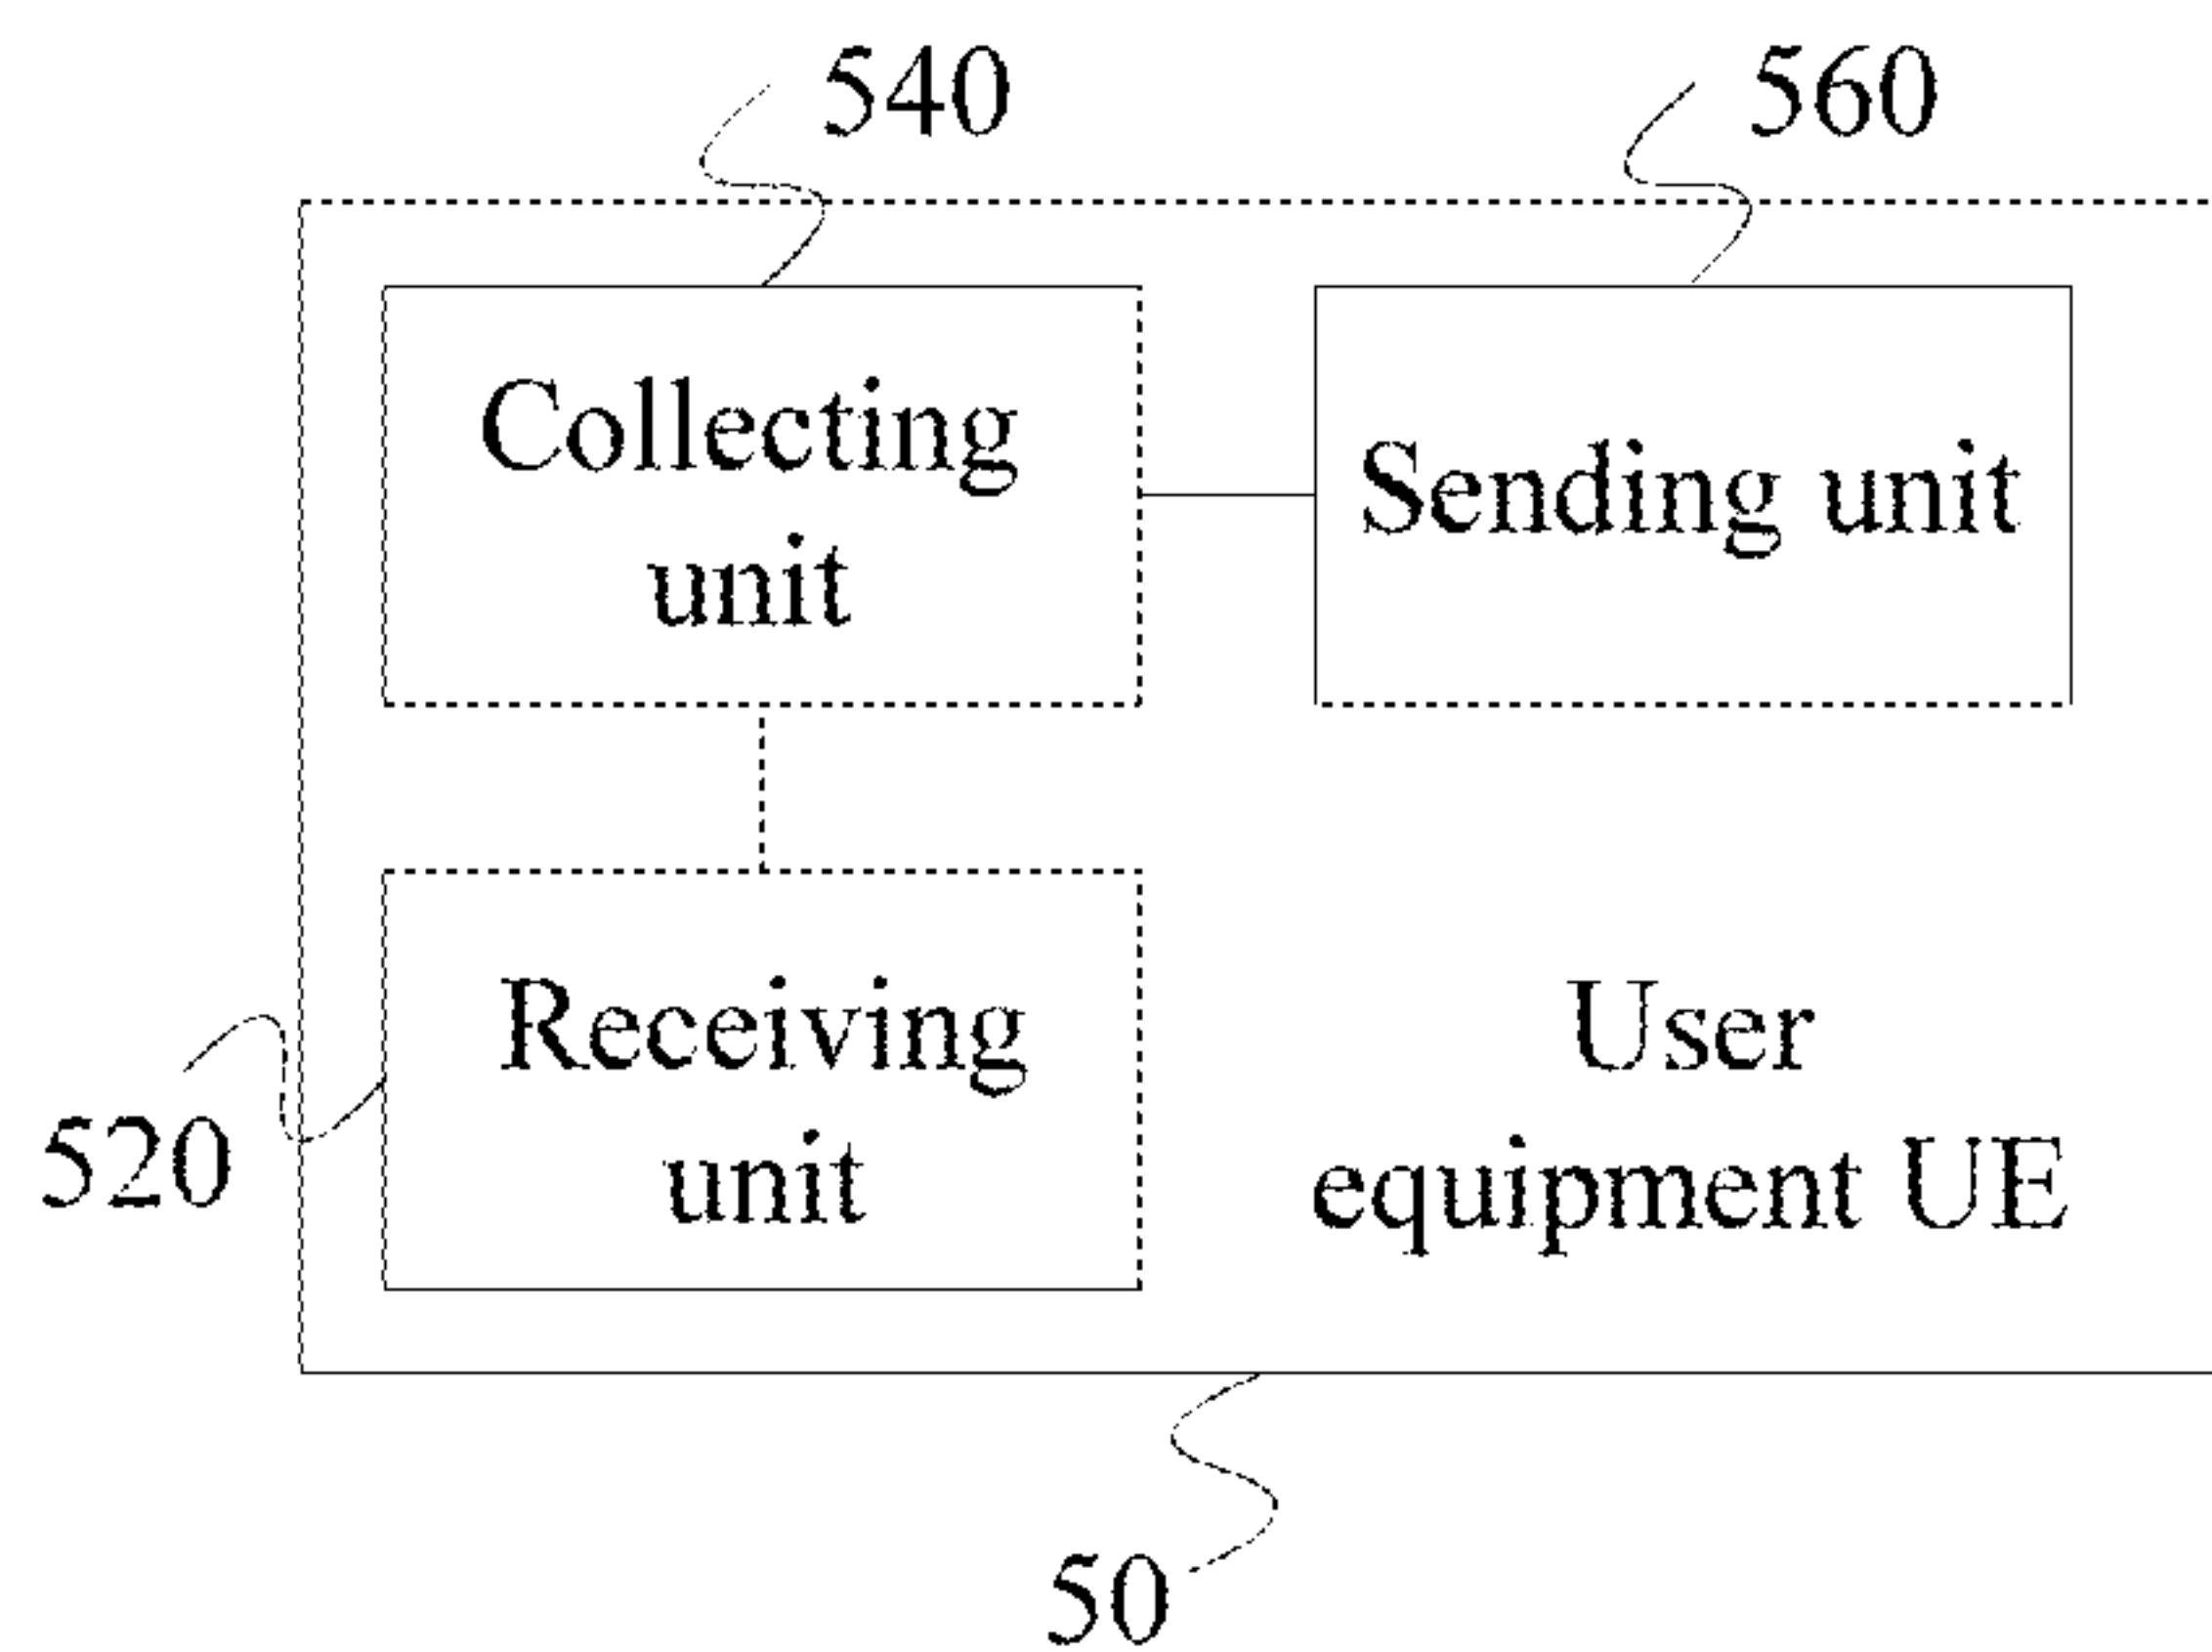 540
560
Collecting
unit
Sending unit
Receiving
unit
User
equipment UE
520
50